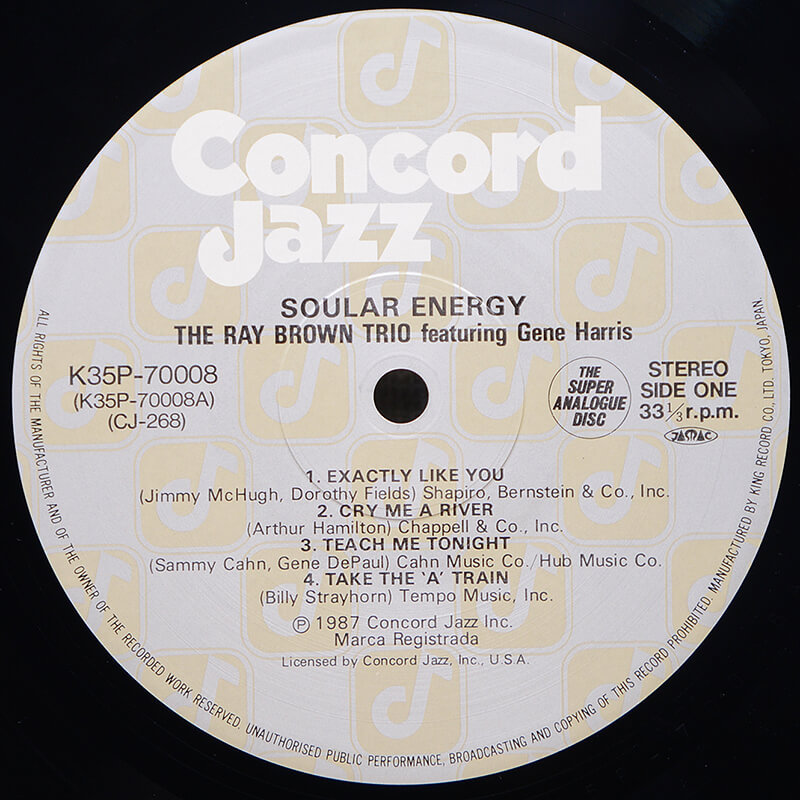 Concord
Jazz
SOULAR ENERGY
THE RAY BROWN TRIO featuring Gene Harris
K35P-70008
(K35P-70008A)
(CJ-268)
THE
SUPER
ANALOGUE
DISC
STEREO
SIDE ONE
33⅓r.p.m.
JASRAC
1. EXACTLY LIKE YOU
(Jimmy McHugh, Dorothy Fields) Shapiro, Bernstein & Co., Inc.
2. CRY ME A RIVER
(Arthur Hamilton) Chappell & Co., Inc.
3. TEACH ME TONIGHT
(Sammy Cahn, Gene DePaul) Cahn Music Co./Hub Music Co.
4. TAKE THE ‘A’ TRAIN
(Billy Strayhorn) Tempo Music, Inc.
Ⓟ 1987 Concord Jazz Inc.
Marca Registrada
Licensed by Concord Jazz, Inc., U.S.A.
ALL RIGHTS OF THE MANUFACTURER AND OF THE OWNER OF THE RECORDED WORK RESERVED. UNAUTHORISED PUBLIC PERFORMANCE, BROADCASTING AND COPYING OF THIS RECORD PROHIBITED. MANUFACTURED BY KING RECORD CO., LTD. TOKYO, JAPAN.